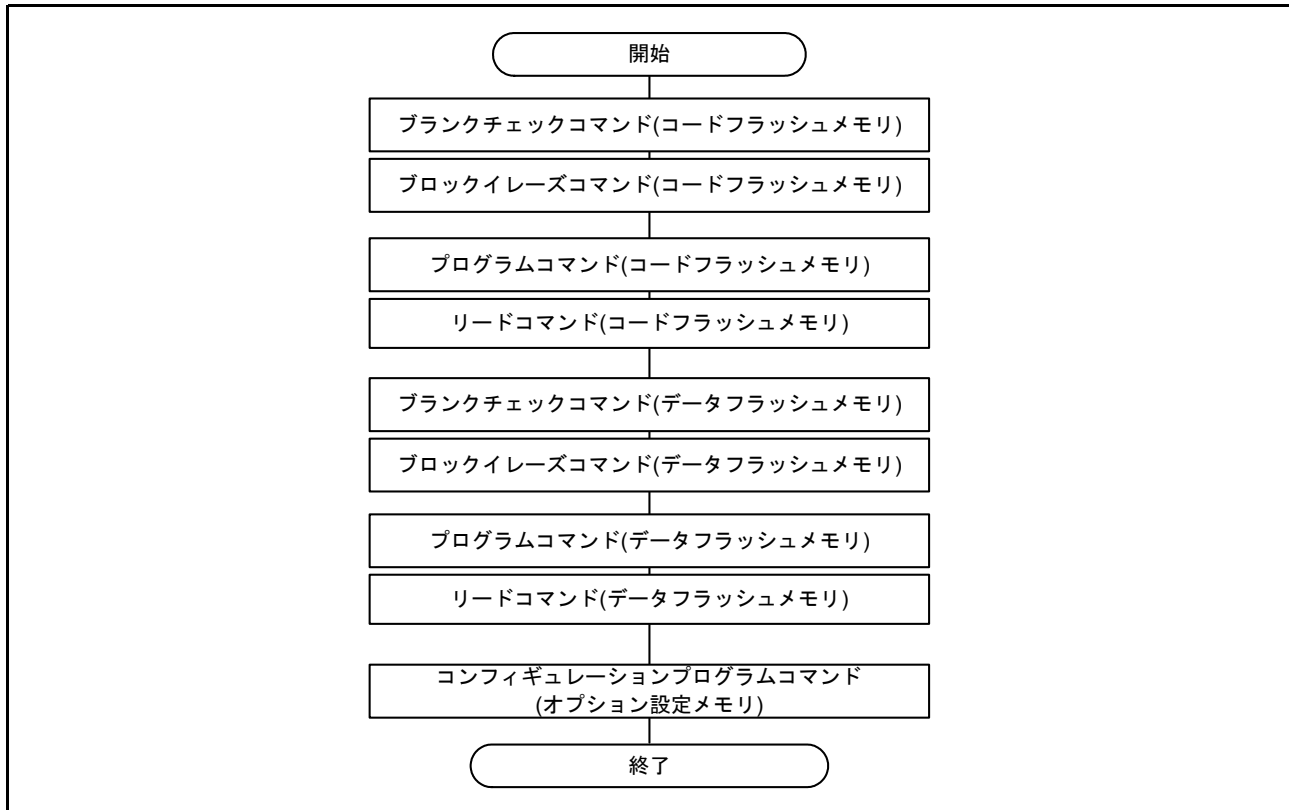 開始
ブランクチェックコマンド(コードフラッシュメモリ)
ブロックイレーズコマンド(コードフラッシュメモリ)
プログラムコマンド(コードフラッシュメモリ)
リードコマンド(コードフラッシュメモリ)
ブランクチェックコマンド(データフラッシュメモリ)
ブロックイレーズコマンド(データフラッシュメモリ)
プログラムコマンド(データフラッシュメモリ)
リードコマンド(データフラッシュメモリ)
コンフィギュレーションプログラムコマンド
(オプション設定メモリ)
終了